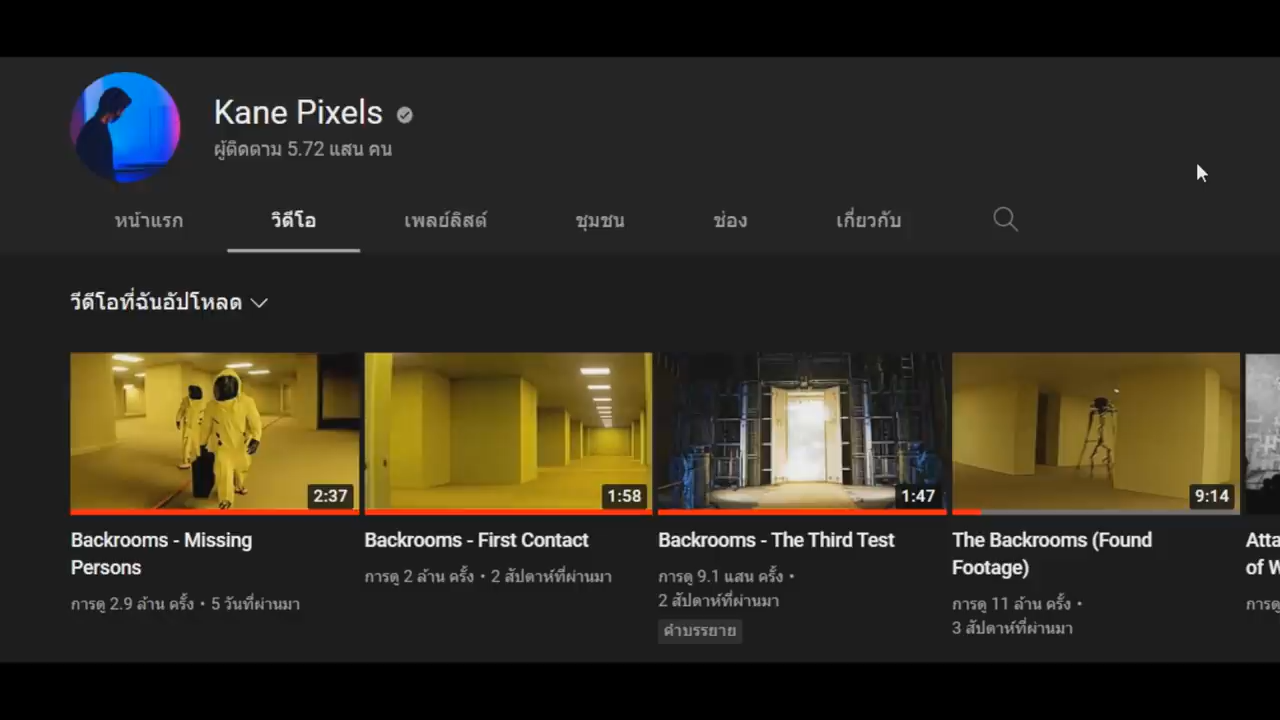 Kane Pixels
ผู้ติดตาม 5.72 แสน คน
หน้าแรก วิดีโอ เพลย์ลิสต์ ชุมชน ช่อง เกี่ยวกับ
วีดีโอที่ฉันอัปโหลด
2:37 1:58 1:47 9:14
Backrooms - Missing
Persons
การดู 2.9 ล้าน ครั้ง • 5 วันที่ผ่านมา
Backrooms - First Contact
การดู 2 ล้าน ครั้ง • 2 สัปดาห์ที่ผ่านมา
Backrooms - The Third Test
การดู 9.1 แสน ครั้ง •
2 สัปดาห์ที่ผ่านมา
คำบรรยาย
The Backrooms (Found
Footage)
การดู 11 ล้าน ครั้ง •
3 สัปดาห์ที่ผ่านมา
Atta
of W
การดู